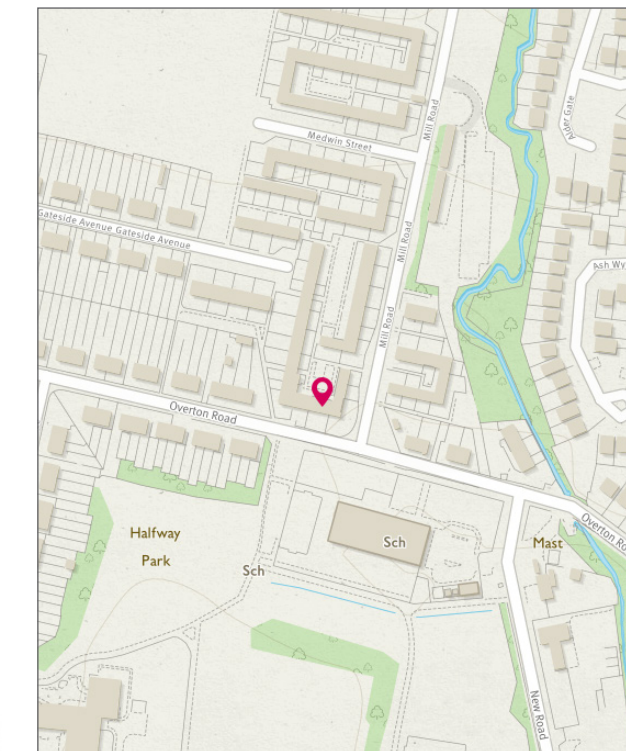 Medwin Street
Mill Road
Alder Gate
Gateside Avenue Gateside Avenue
Mill Road
Ash Wy
Mill Road
Overton Road
Halfway
Park
Sch
Sch
Mast
Overton Ro
New Road